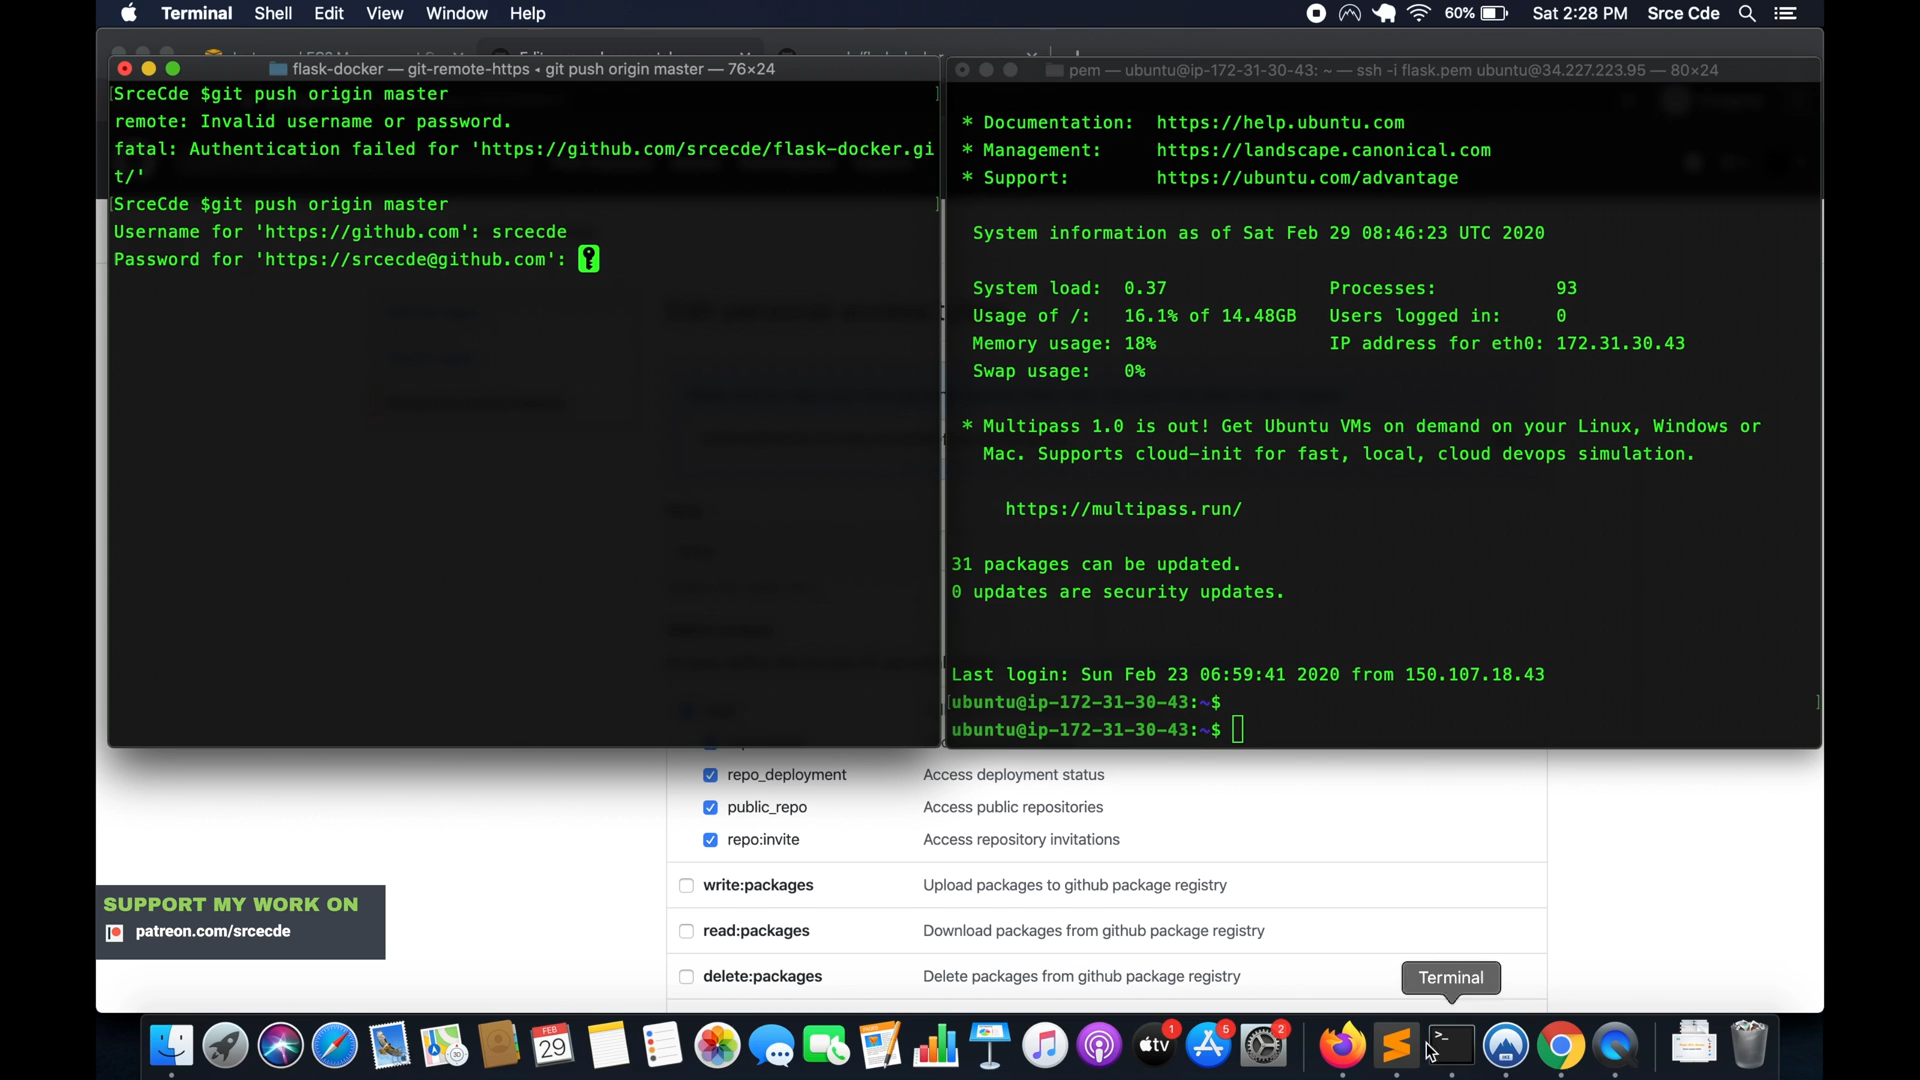 Terminal Shell Edit View Window Help
60% Sat 2:28 PM Srce Cde
flask-docker — git-remote-https ◂ git push origin master — 76×24
[SrceCde $git push origin master ]
remote: Invalid username or password.
fatal: Authentication failed for 'https://github.com/srcecde/flask-docker.gi
t/'
[SrceCde $git push origin master ]
Username for 'https://github.com': srcecde
Password for 'https://srcecde@github.com':
pem — ubuntu@ip-172-31-30-43: ~ — ssh -i flask.pem ubuntu@34.227.223.95 — 80×24
* Documentation: https://help.ubuntu.com
* Management: https://landscape.canonical.com
* Support: https://ubuntu.com/advantage
System information as of Sat Feb 29 08:46:23 UTC 2020
System load: 0.37 Processes: 93
Usage of /: 16.1% of 14.48GB Users logged in: 0
Memory usage: 18% IP address for eth0: 172.31.30.43
Swap usage: 0%
* Multipass 1.0 is out! Get Ubuntu VMs on demand on your Linux, Windows or
Mac. Supports cloud-init for fast, local, cloud devops simulation.
https://multipass.run/
31 packages can be updated.
0 updates are security updates.
Last login: Sun Feb 23 06:59:41 2020 from 150.107.18.43
[ubuntu@ip-172-31-30-43:~$ ]
ubuntu@ip-172-31-30-43:~$
repo_deployment Access deployment status
public_repo Access public repositories
repo:invite Access repository invitations
write:packages Upload packages to github package registry
read:packages Download packages from github package registry
delete:packages Delete packages from github package registry
SUPPORT MY WORK ON
patreon.com/srcecde
Terminal
FEB
29
tv
1
5
2